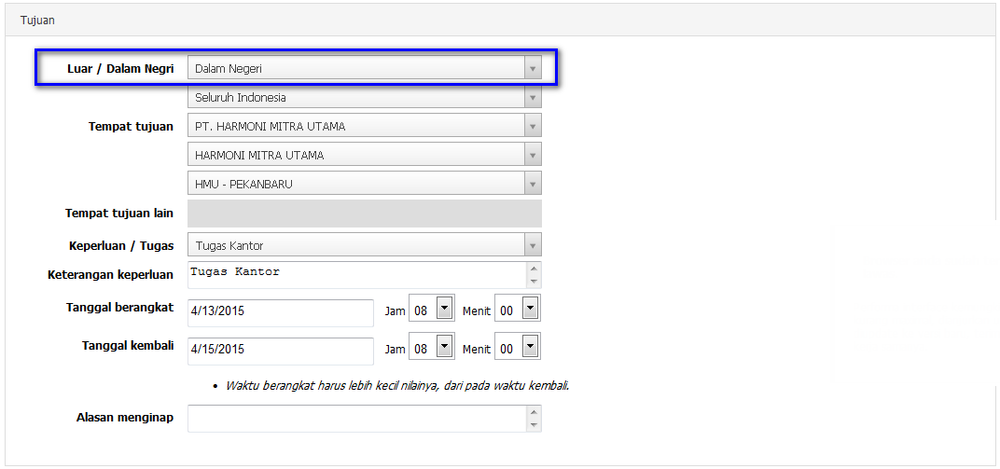 Tujuan
Luar / Dalam Negri Dalam Negeri
Seluruh Indonesia
Tempat tujuan PT. HARMONI MITRA UTAMA
HARMONI MITRA UTAMA
HMU - PEKANBARU
Tempat tujuan lain
Keperluan / Tugas Tugas Kantor
Keterangan keperluan Tugas Kantor
Tanggal berangkat 4/13/2015 Jam 08 Menit 00
Tanggal kembali 4/15/2015 Jam 08 Menit 00
• Waktu berangkat harus lebih kecil nilainya, dari pada waktu kembali.
Alasan menginap